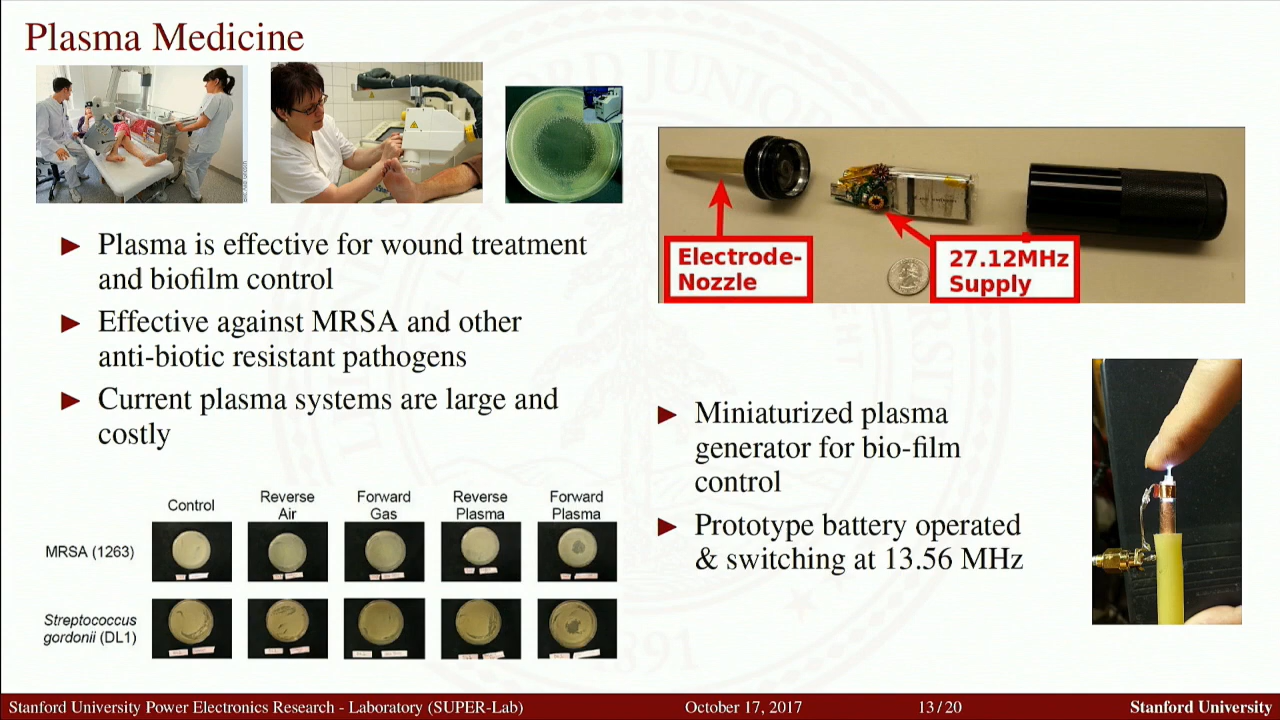 Plasma Medicine
Plasma is effective for wound treatment
and biofilm control
Effective against MRSA and other
anti-biotic resistant pathogens
Current plasma systems are large and
costly
Control
Reverse
Air
Forward
Gas
Reverse
Plasma
Forward
Plasma
MRSA (1263)
Streptococcus
gordonii (DL1)
Electrode-
Nozzle
27.12MHz
Supply
Miniaturized plasma
generator for bio-film
control
Prototype battery operated
& switching at 13.56 MHz
Stanford University Power Electronics Research - Laboratory (SUPER-Lab)
October 17, 2017
13 / 20
Stanford University